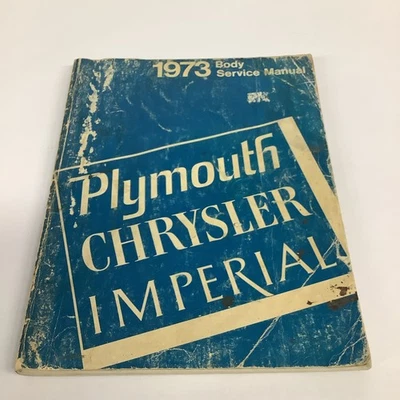 1973 Body
Service Manual
Plymouth
CHRYSLER
IMPERIAL